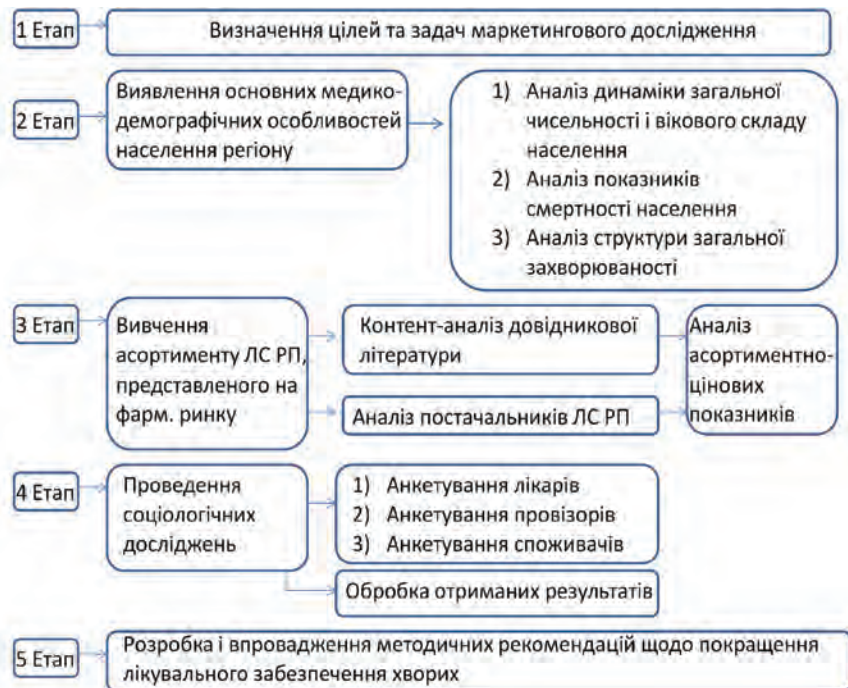 1 Етап
Визначення цілей та задач маркетингового дослідження
2 Етап
Виявлення основних медико-
демографічних особливостей
населення регіону
1) Аналіз динаміки загальної
чисельності і вікового складу
населення
2) Аналіз показників
смертності населення
3) Аналіз структури загальної
захворюваності
3 Етап
Вивчення
асортименту ЛС РП,
представленого на
фарм. ринку
Контент-аналіз довідникової
літератури
Аналіз постачальників ЛС РП
Аналіз
асортиментно-
цінових
показників
4 Етап
Проведення
соціологічних
досліджень
1) Анкетування лікарів
2) Анкетування провізорів
3) Анкетування споживачів
Обробка отриманих результатів
5 Етап
Розробка і впровадження методичних рекомендацій щодо покращення
лікувального забезпечення хворих